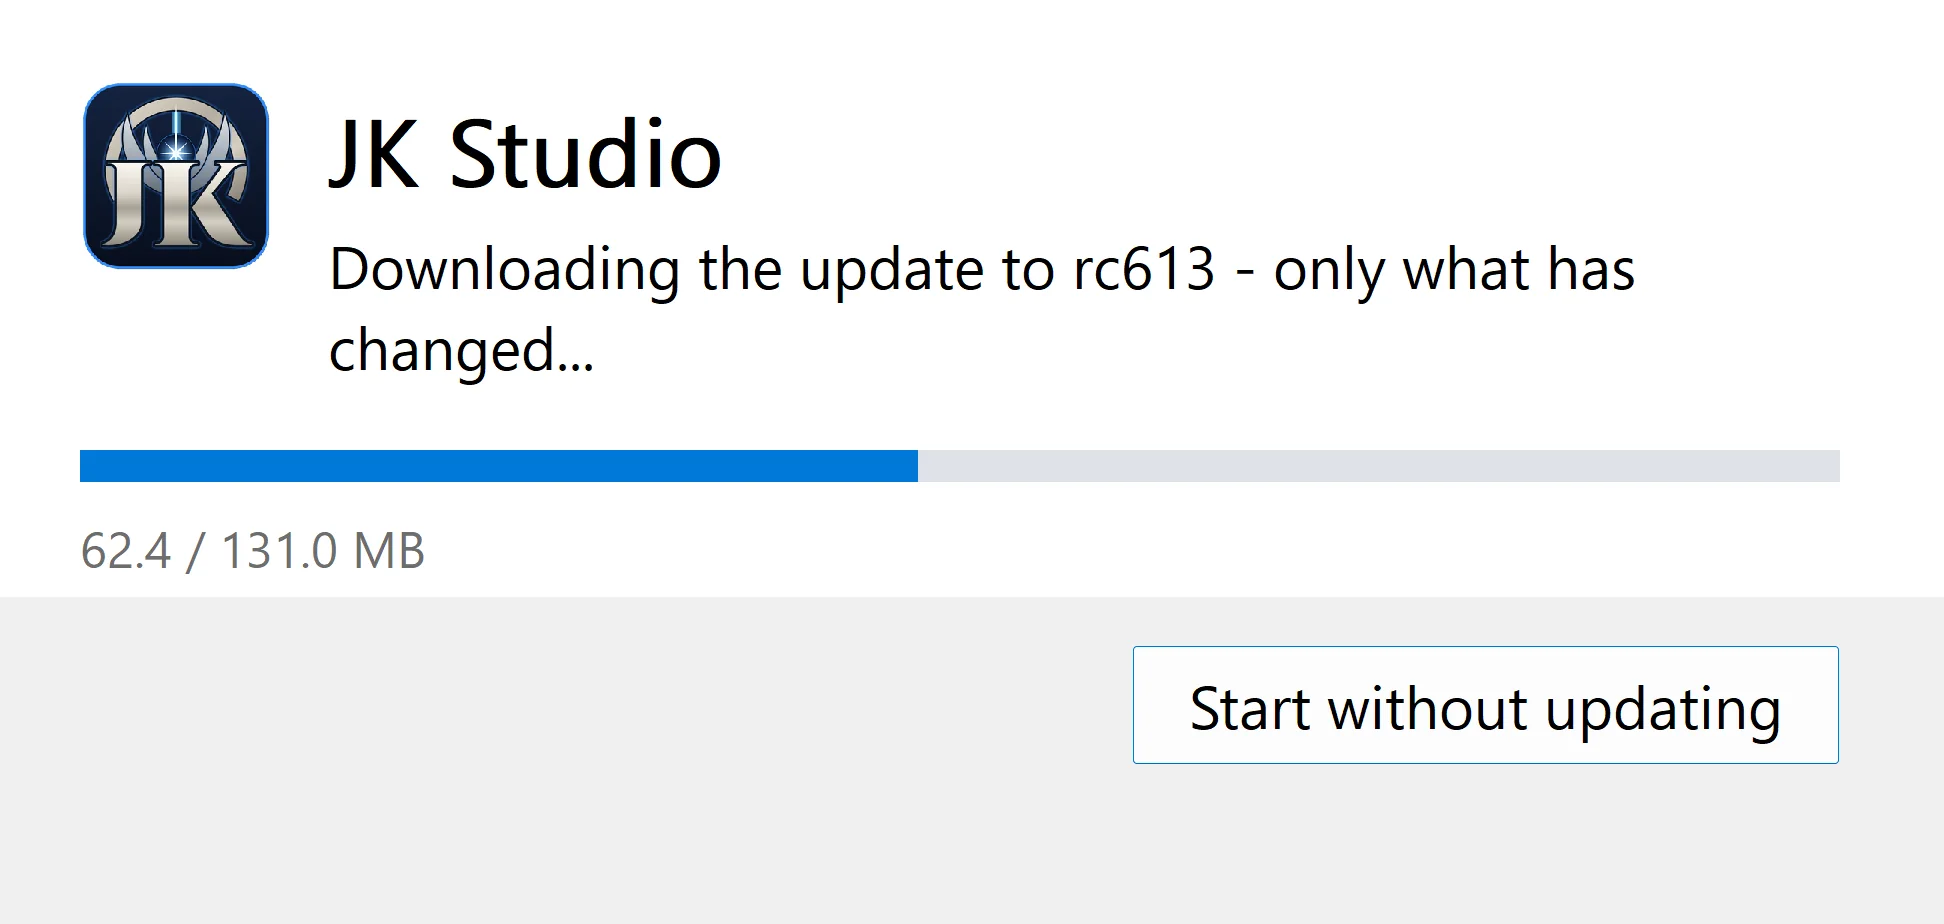 JK
JK Studio
Downloading the update to rc613 - only what has
changed...
62.4 / 131.0 MB
Start without updating